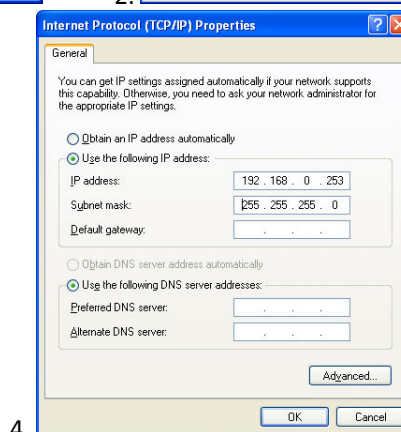 2.
Internet Protocol (TCP/IP) Properties
General
You can get IP settings assigned automatically if your network supports
this capability. Otherwise, you need to ask your network administrator for
the appropriate IP settings.
Obtain an IP address automatically
Use the following IP address:
IP address: 192 . 168 . 0 . 253
Subnet mask: 255 . 255 . 255 . 0
Default gateway: . . .
Obtain DNS server address automatically
Use the following DNS server addresses:
Preferred DNS server: . . .
Alternate DNS server: . . .
Advanced...
OK Cancel
4.